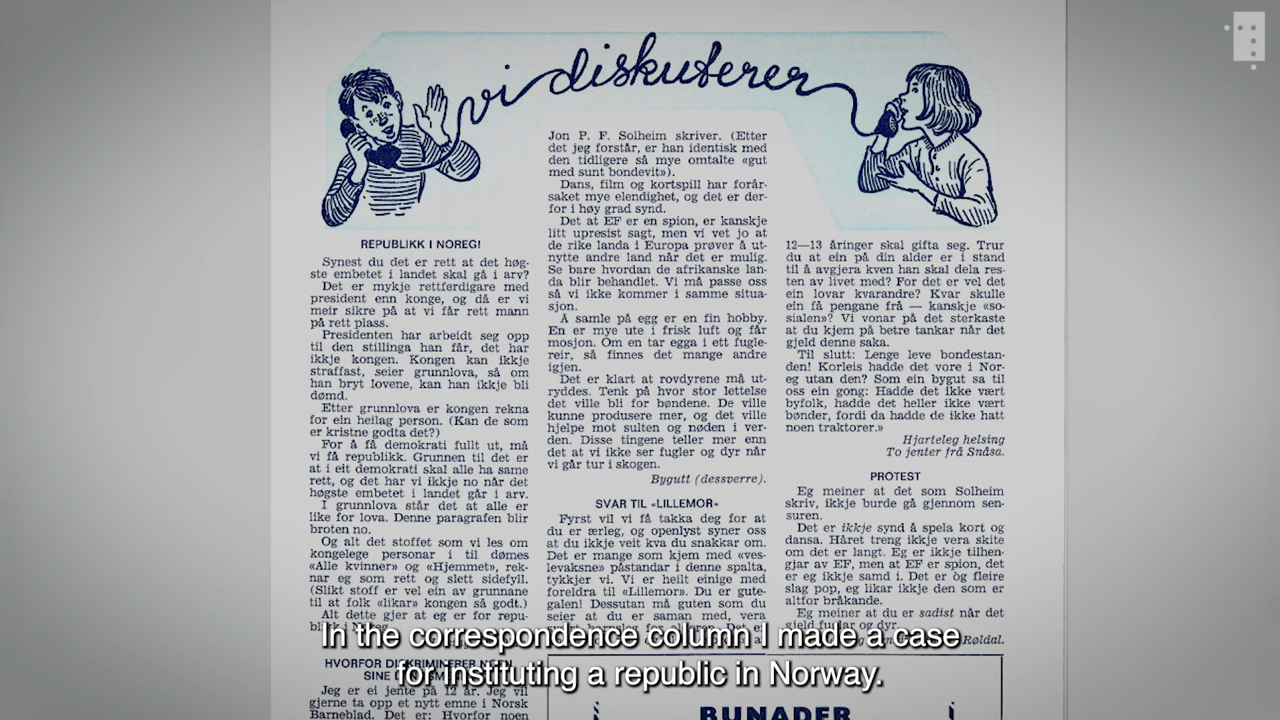 vi diskuterer
REPUBLIKK I NOREG!
Synest du det er rett at det høg-
ste embetet i landet skal gå i arv?
Det er mykje rettferdigare med
president enn konge, og då er vi
meir sikre på at vi får rett mann
på rett plass.
Presidenten har arbeidt seg opp
til den stillinga han får, det har
ikkje kongen. Kongen kan ikkje
straffast, seier grunnlova, så om
han bryt lovene, kan han ikkje bli
dømd.
Etter grunnlova er kongen rekna
for ein heilag person. (Kan de som
er kristne godta det?)
For å få demokrati fullt ut, må
vi få republikk. Grunnen til det er
at i eit demokrati skal alle ha same
rett, og det har vi ikkje no når det
høgste embetet i landet går i arv.
I grunnlova står det at alle er
like for lova. Denne paragrafen blir
broten no.
Og alt det stoffet som vi les om
kongelege personar i til dømes
«Alle kvinner» og «Hjemmet», rek-
nar eg som rett og slett sidefyll.
(Slikt stoff er vel ein av grunnane
til at folk «likar» kongen så godt.)
Alt dette gjer at eg er for repu-
HVORFOR DISKRIMINERER
SINE
Jeg er ei jente på 12 år. Jeg vil
gjerne ta opp et nytt emne i Norsk
Barneblad. Det er: Hvorfor noen
Jon P. F. Solheim skriver. (Etter
det jeg forstår, er han identisk med
den tidligere så mye omtalte «gut
med sunt bondevit»).
Dans, film og kortspill har forår-
saket mye elendighet, og det er der-
for i høy grad synd.
Det at EF er en spion, er kanskje
litt upresist sagt, men vi vet jo at
de rike landa i Europa prøver å ut-
nytte andre land når det er mulig.
Se bare hvordan de afrikanske lan-
da blir behandlet. Vi må passe oss
så vi ikke kommer i samme situa-
sjon.
Å samle på egg er en fin hobby.
En er mye ute i frisk luft og får
mosjon. Om en tar egga i ett fugle-
reir, så finnes det mange andre
igjen.
Det er klart at rovdyrene må ut-
ryddes. Tenk på hvor stor lettelse
det ville bli for bøndene. De ville
kunne produsere mer, og det ville
hjelpe mot sulten og nøden i ver-
den. Disse tingene teller mer enn
det at vi ikke ser fugler og dyr når
vi går tur i skogen.
Bygutt (dessverre).
SVAR TIL «LILLEMOR»
Fyrst vil vi få takka deg for at
du er ærleg, og openlyst syner oss
at du ikkje veit kva du snakkar om.
Det er mange som kjem med «ves-
levaksne» påstandar i denne spalta,
tykkjer vi. Vi er heilt einige med
foreldra til «Lillemor». Du er gute-
galen! Dessutan må guten som du
seier at du er saman med, vera
12—13 åringer skal gifta seg. Trur
du at ein på din alder er i stand
til å avgjera kven han skal dela res-
ten av livet med? For det er vel det
ein lovar kvarandre? Kvar skulle
ein få pengane frå — kanskje «so-
sialen»? Vi vonar på det sterkaste
at du kjem på betre tankar når det
gjeld denne saka.
Til slutt: Lenge leve bondestan-
den! Korleis hadde det vore i Nor-
eg utan den? Som ein bygut sa til
oss ein gong: Hadde det ikke vært
byfolk, hadde det heller ikke vært
bønder, fordi da hadde de ikke hatt
noen traktorer.»
Hjarteleg helsing
To jenter frå Snåsa.
PROTEST
Eg meiner at det som Solheim
skriv, ikkje burde gå gjennom sen-
suren.
Det er ikkje synd å spela kort og
dansa. Håret treng ikkje vera skite
om det er langt. Eg er ikkje tilhen-
gjar av EF, men at EF er spion, det
er eg ikkje samd i. Det er òg fleire
slag pop, eg likar ikkje den som er
altfor bråkande.
Eg meiner at du er sadist når det
gjeld fuglar og dyr.
Røldal.
BUNADER
In the correspondence column I made a case
for instituting a republic in Norway.